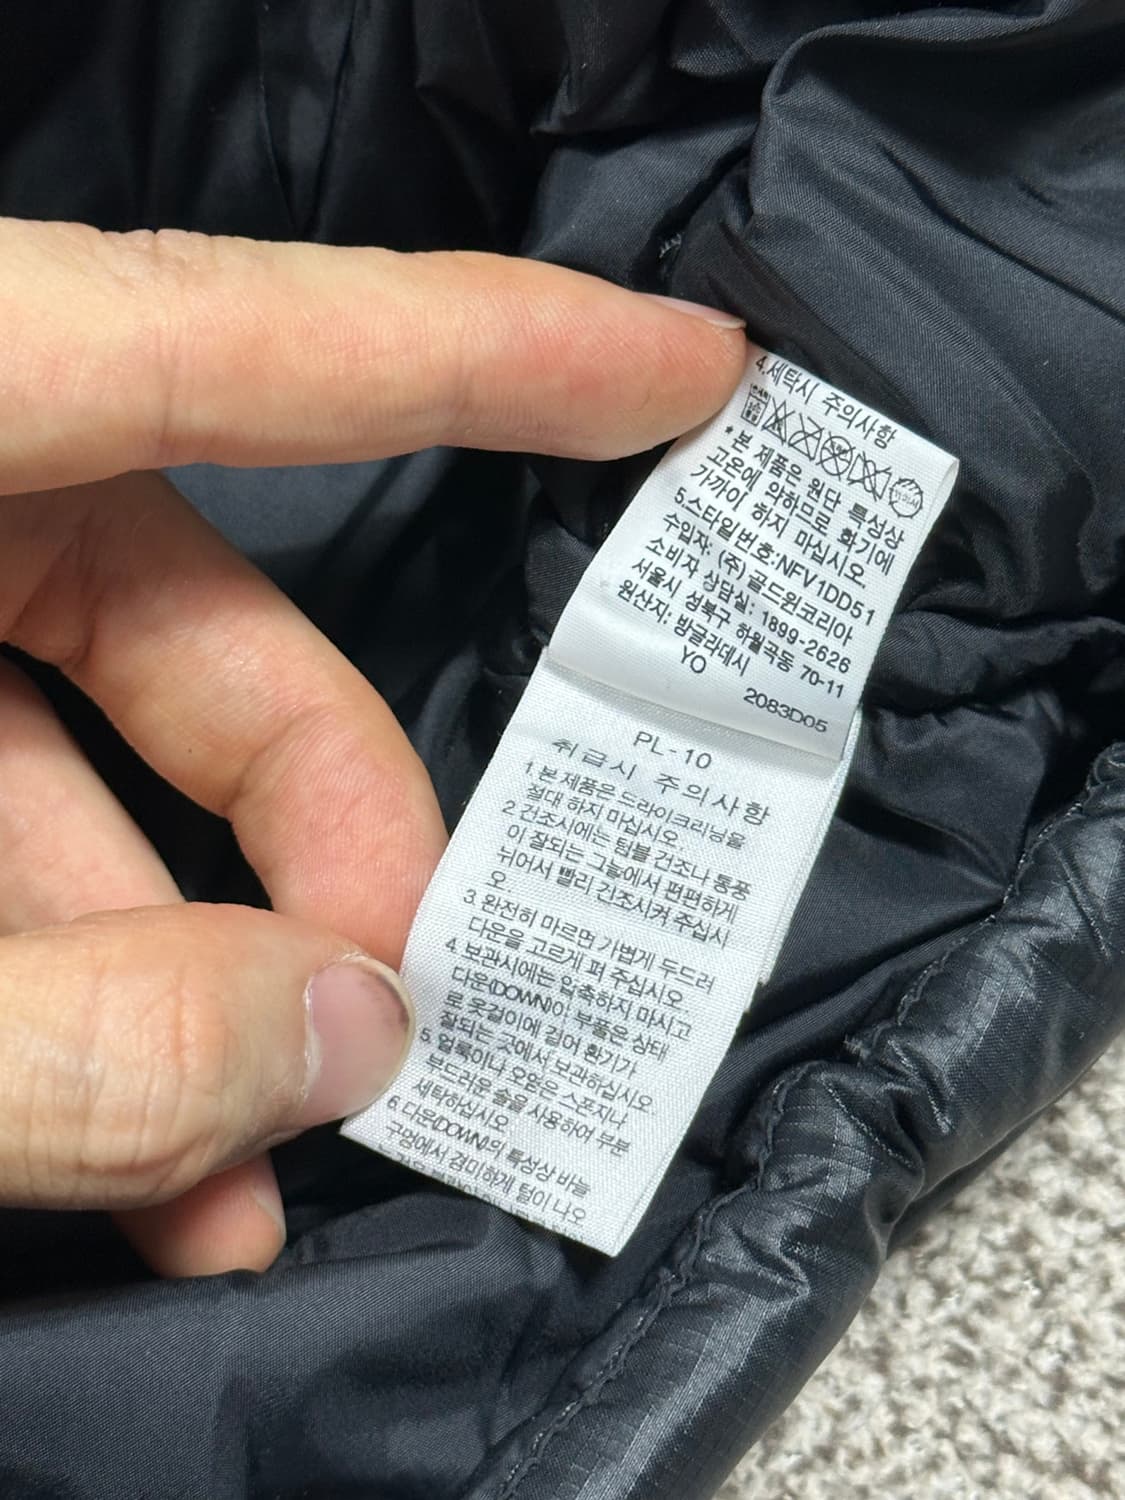 4.세탁시 주의사항
*본 제품은 원단 특성상
고온에 약하므로 화기에
가까이 하지 마십시오.
5.스타일번호:NFV1DD51
수입자: (주)골드윈코리아
소비자 상담실: 1899-2626
서울시 성북구 하월곡동 70-11
원산지: 방글라데시
YO
2083D05
PL-10
취급시 주의사항
1.본 제품은 드라이크리닝을
절대 하지 마십시오.
2 건조시에는 텀블 건조나 통풍
이 잘되는 그늘에서 편편하게
뉘어서 빨리 건조시켜 주십시
오.
3. 완전히 마르면 가볍게 두드려
다운을 고르게 펴 주십시오.
4. 보관시에는 압축하지 마시고
다운(DOWN)이 부풀은 상태
로 옷걸이에 걸어 환기가
잘되는 곳에서 보관하십시오.
5. 얼룩이나 오염은 스폰지나
부드러운 솔을 사용하여 부분
세탁하십시오.
6.다운(DOWN)의 특성상 바늘
구멍에서 경미하게 털이 나오